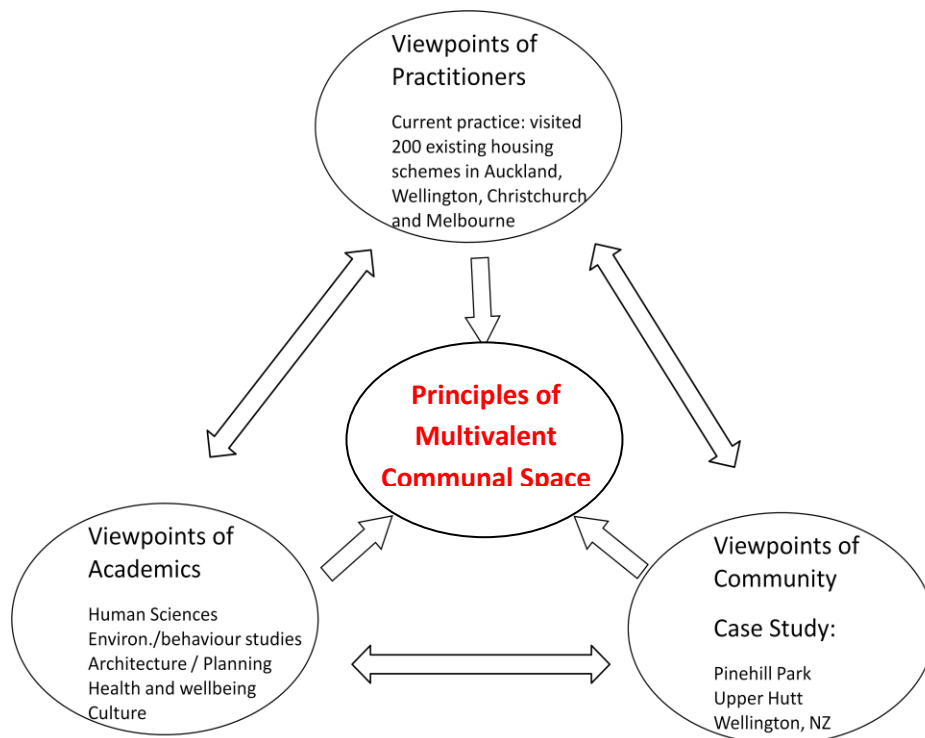 Viewpoints of
Practitioners
Current practice: visited
200 existing housing
schemes in Auckland,
Wellington, Christchurch
and Melbourne
Principles of
Multivalent
Communal Space
Viewpoints of
Academics
Human Sciences
Environ./behaviour studies
Architecture / Planning
Health and wellbeing
Culture
Viewpoints of
Community
Case Study:
Pinehill Park
Upper Hutt
Wellington, NZ